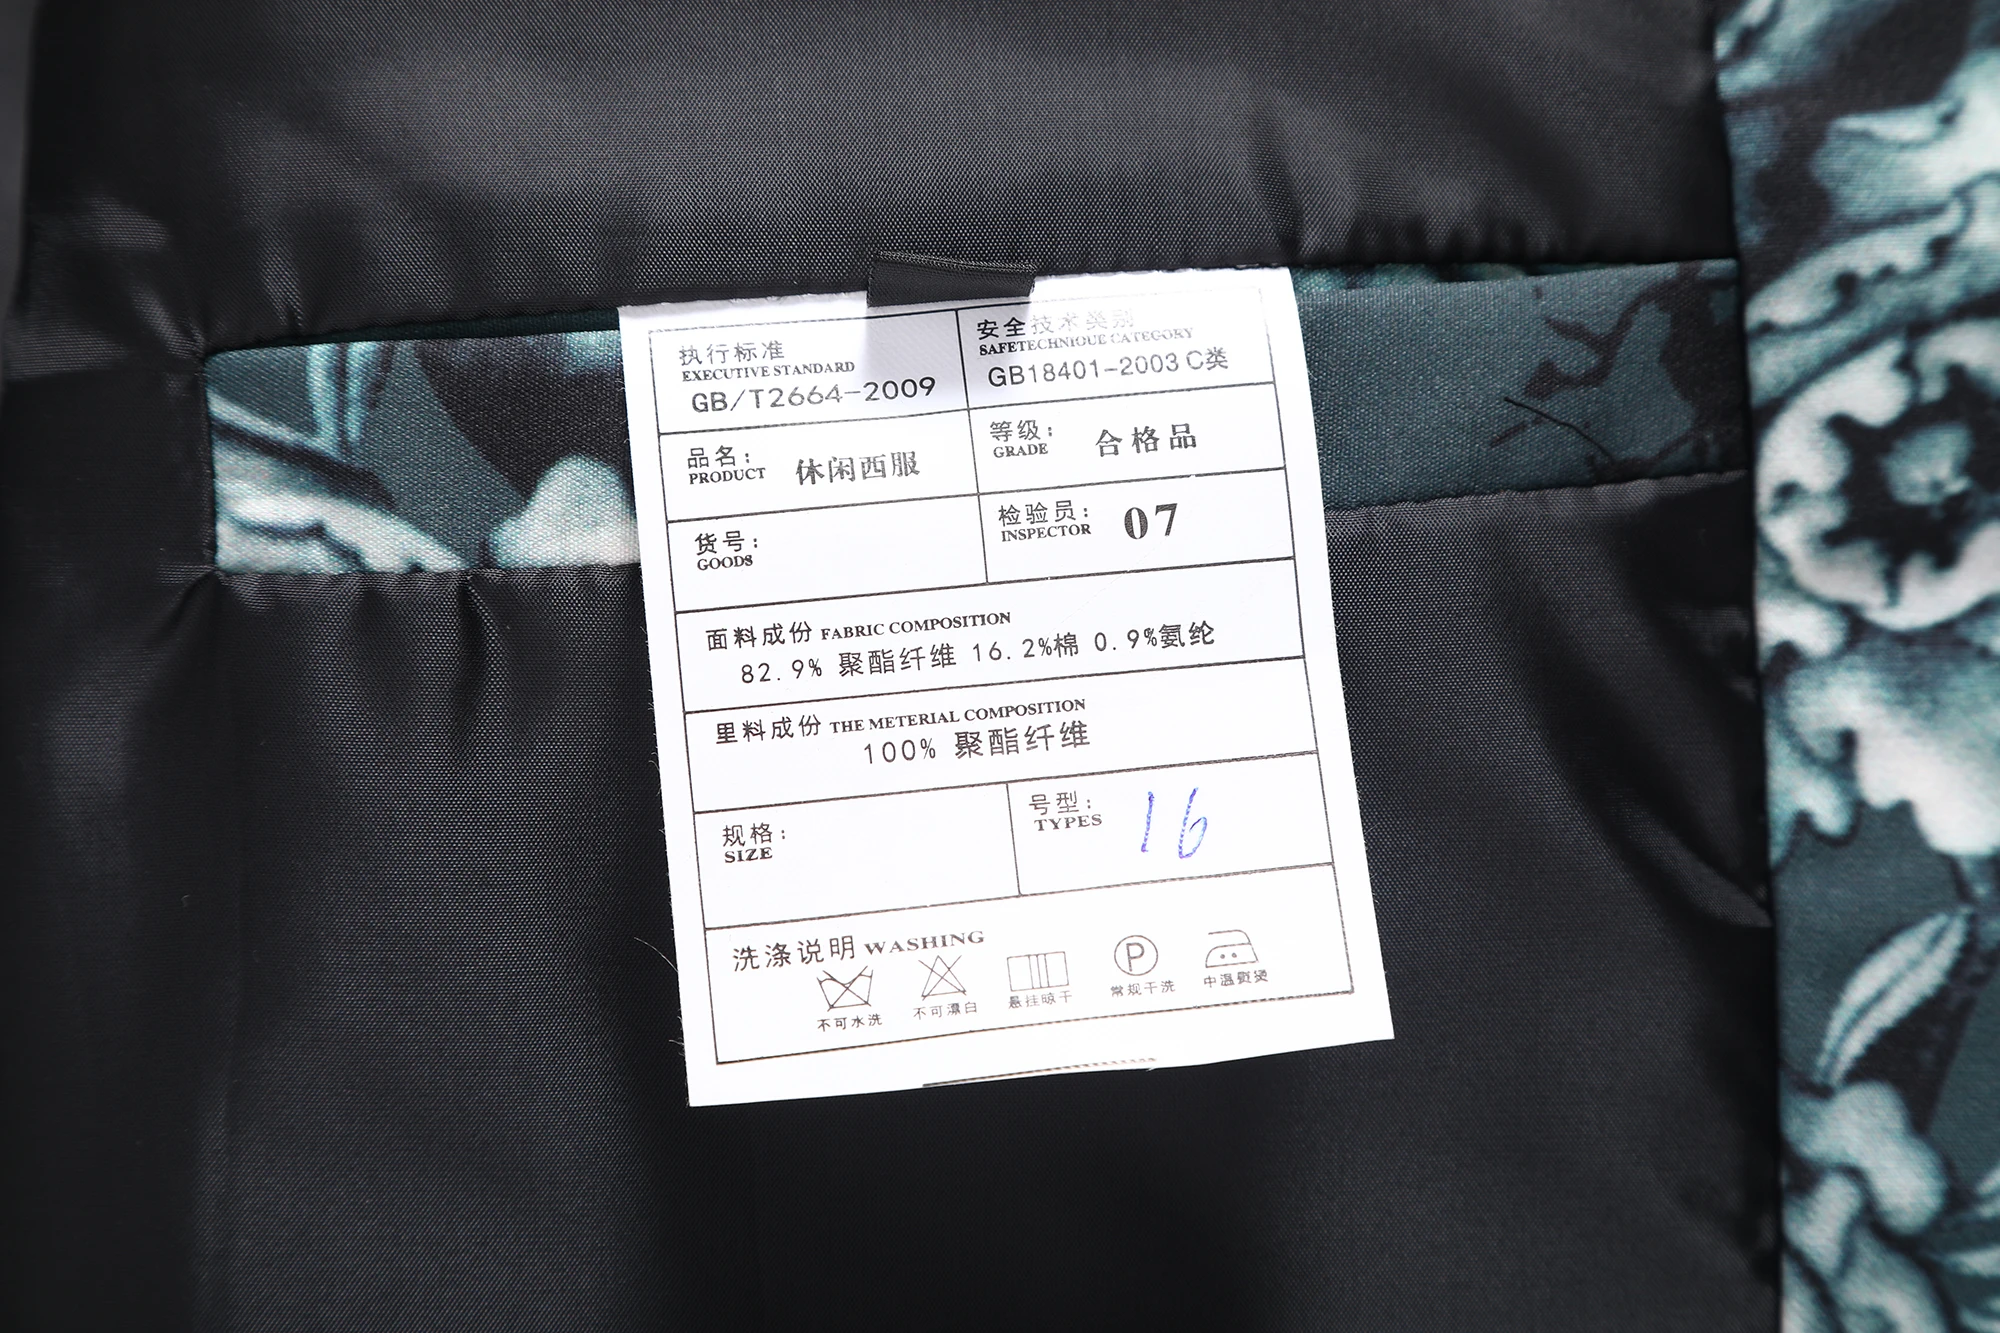 执行标准
EXECUTIVE STANDARD
GB/T2664-2009
安全技术类别
SAFETECHNIQUE CATEGORY
GB18401-2003 C类
品名：
PRODUCT
休闲西服
等级：
GRADE
合格品
货号：
GOODS
检验员：
INSPECTOR
07
面料成份 FABRIC COMPOSITION
82.9% 聚酯纤维 16.2%棉 0.9%氨纶
里料成份 THE METERIAL COMPOSITION
100% 聚酯纤维
规格：
SIZE
号型：
TYPES
16
洗涤说明 WASHING
P
不可水洗 不可漂白 悬挂晾干 常规干洗 中温熨烫